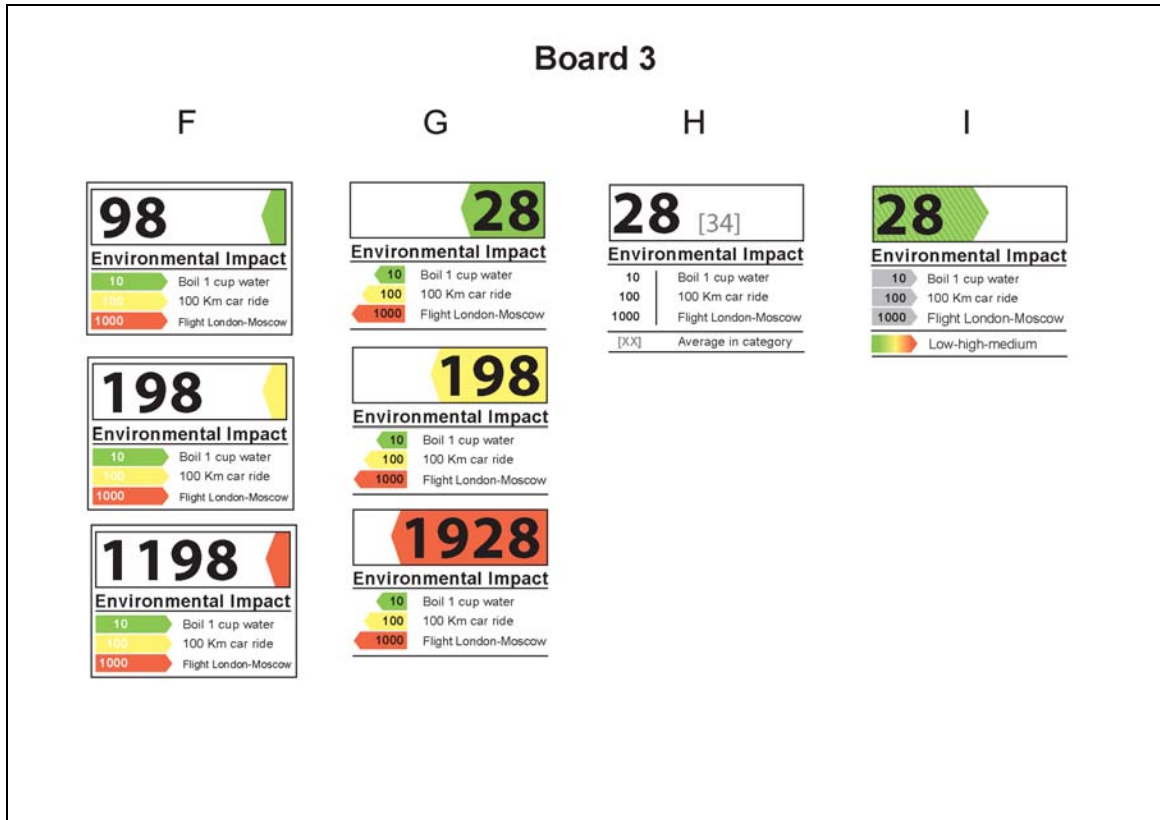 Board 3
F
G
H
I
98
Environmental Impact
10 Boil 1 cup water
100 100 Km car ride
1000 Flight London-Moscow
198
Environmental Impact
10 Boil 1 cup water
100 100 Km car ride
1000 Flight London-Moscow
1198
Environmental Impact
10 Boil 1 cup water
100 100 Km car ride
1000 Flight London-Moscow
28
Environmental Impact
10 Boil 1 cup water
100 100 Km car ride
1000 Flight London-Moscow
198
Environmental Impact
10 Boil 1 cup water
100 100 Km car ride
1000 Flight London-Moscow
1928
Environmental Impact
10 Boil 1 cup water
100 100 Km car ride
1000 Flight London-Moscow
28 [34]
Environmental Impact
10 Boil 1 cup water
100 100 Km car ride
1000 Flight London-Moscow
[XX] Average in category
28
Environmental Impact
10 Boil 1 cup water
100 100 Km car ride
1000 Flight London-Moscow
Low-high-medium